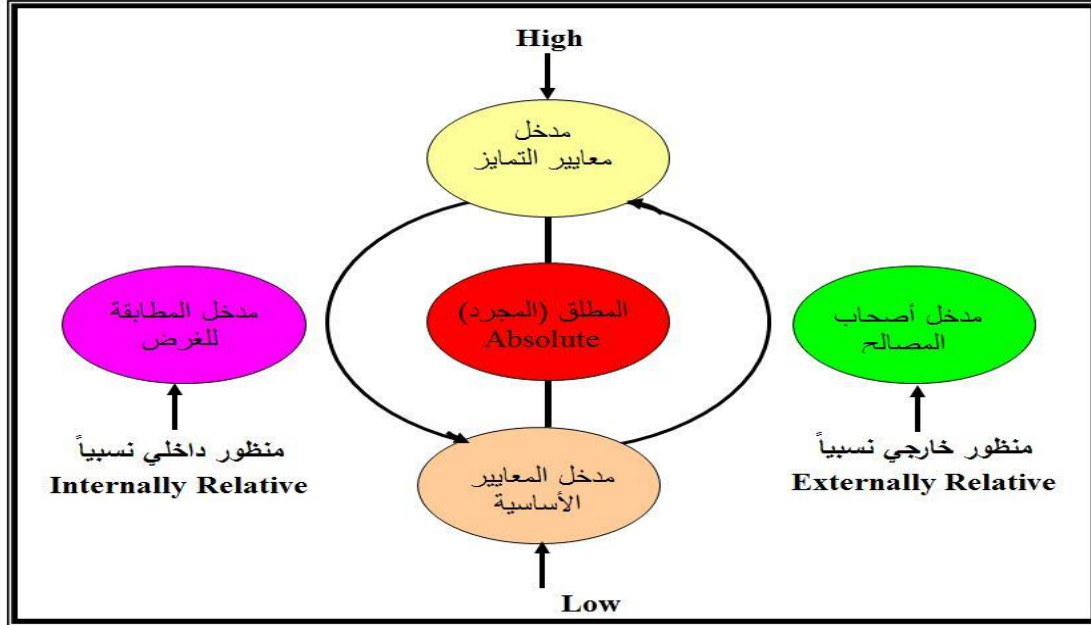 High
مدخل
معايير التمايز
مدخل المطابقة
للغرض
المطلق (المجرد)
Absolute
مدخل أصحاب
المصالح
منظور داخلي نسبياً
Internally Relative
منظور خارجي نسبياً
Externally Relative
مدخل المعايير
الأساسية
Low